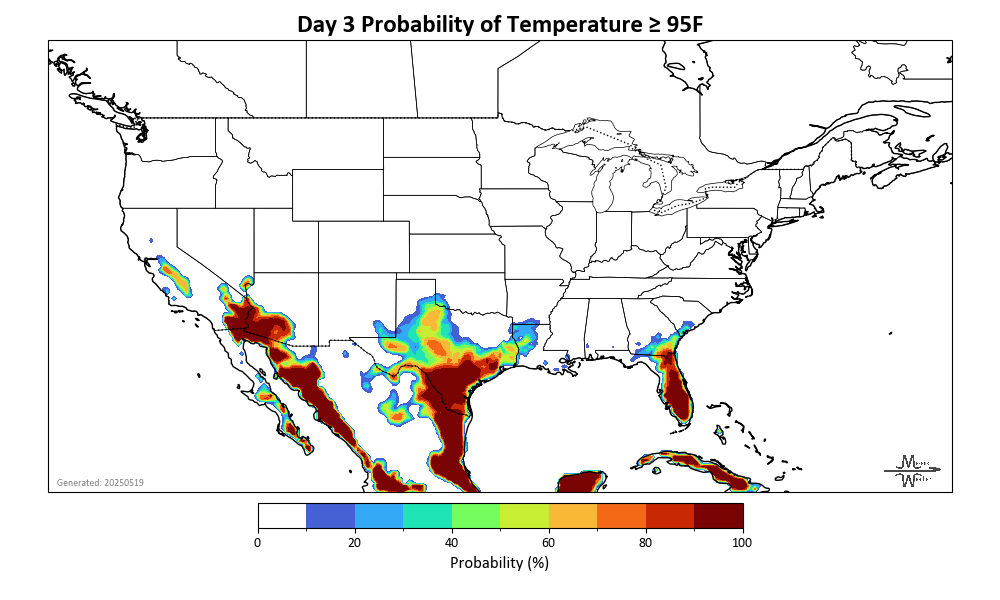 Day 3 Probability of Temperature ≥ 95F
Generated: 20250519
0 20 40 60 80 100
Probability (%)